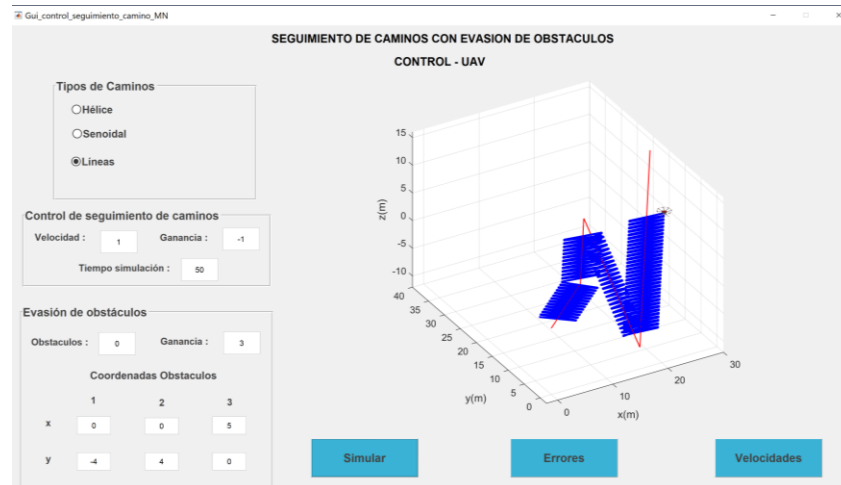 Gui_control_seguimiento_camino_MN
SEGUIMIENTO DE CAMINOS CON EVASION DE OBSTACULOS
CONTROL - UAV
Tipos de Caminos
Hélice
Senoidal
Líneas
Control de seguimiento de caminos
Velocidad : 1 Ganancia : -1
Tiempo simulación : 50
Evasión de obstáculos
Obstaculos : 0 Ganancia : 3
Coordenadas Obstaculos
1 2 3
x 0 0 5
y -4 4 0
15
10
5
0
-5
-10
z(m)
40
35
30
25
20
15
10
5
0
y(m)
0
10
20
30
x(m)
Simular Errores Velocidades